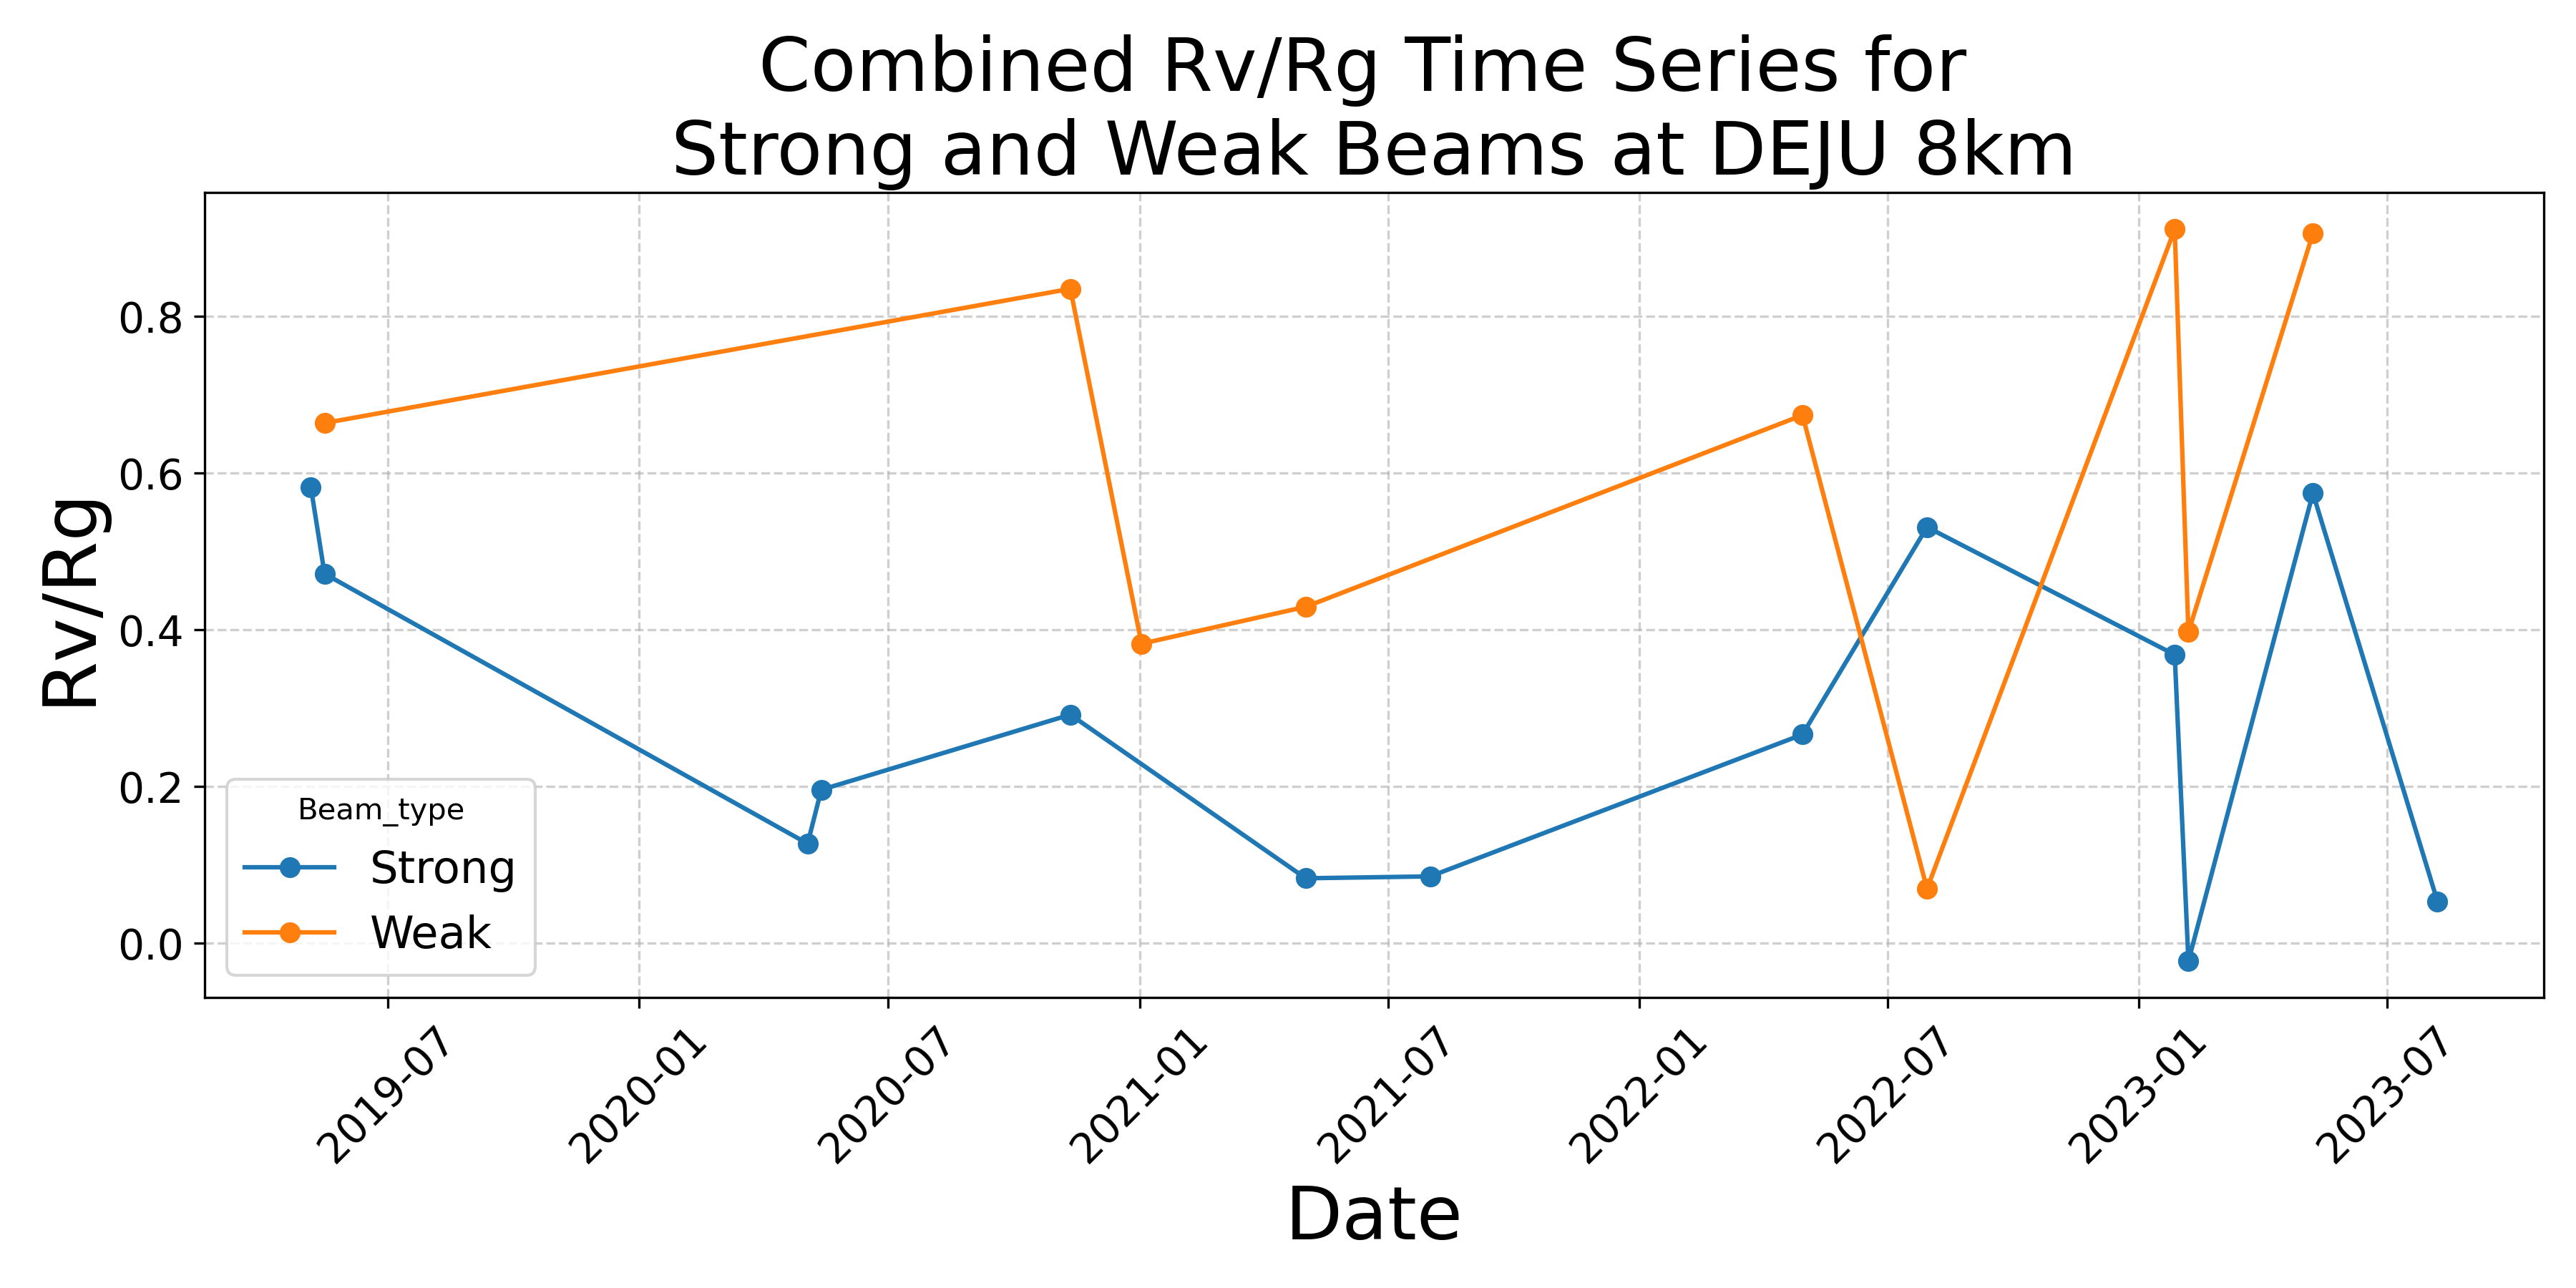 Combined Rv/Rg Time Series for
Strong and Weak Beams at DEJU 8km
Rv/Rg
0.8
0.6
0.4
0.2
0.0
Beam_type
Strong
Weak
2019-07
2020-01
2020-07
2021-01
2021-07
2022-01
2022-07
2023-01
2023-07
Date